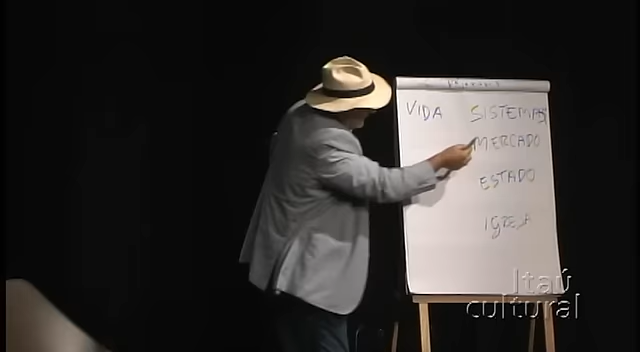 VIDA SISTEMAS
MERCADO
ESTADO
IGREJA
Itaú
cultural